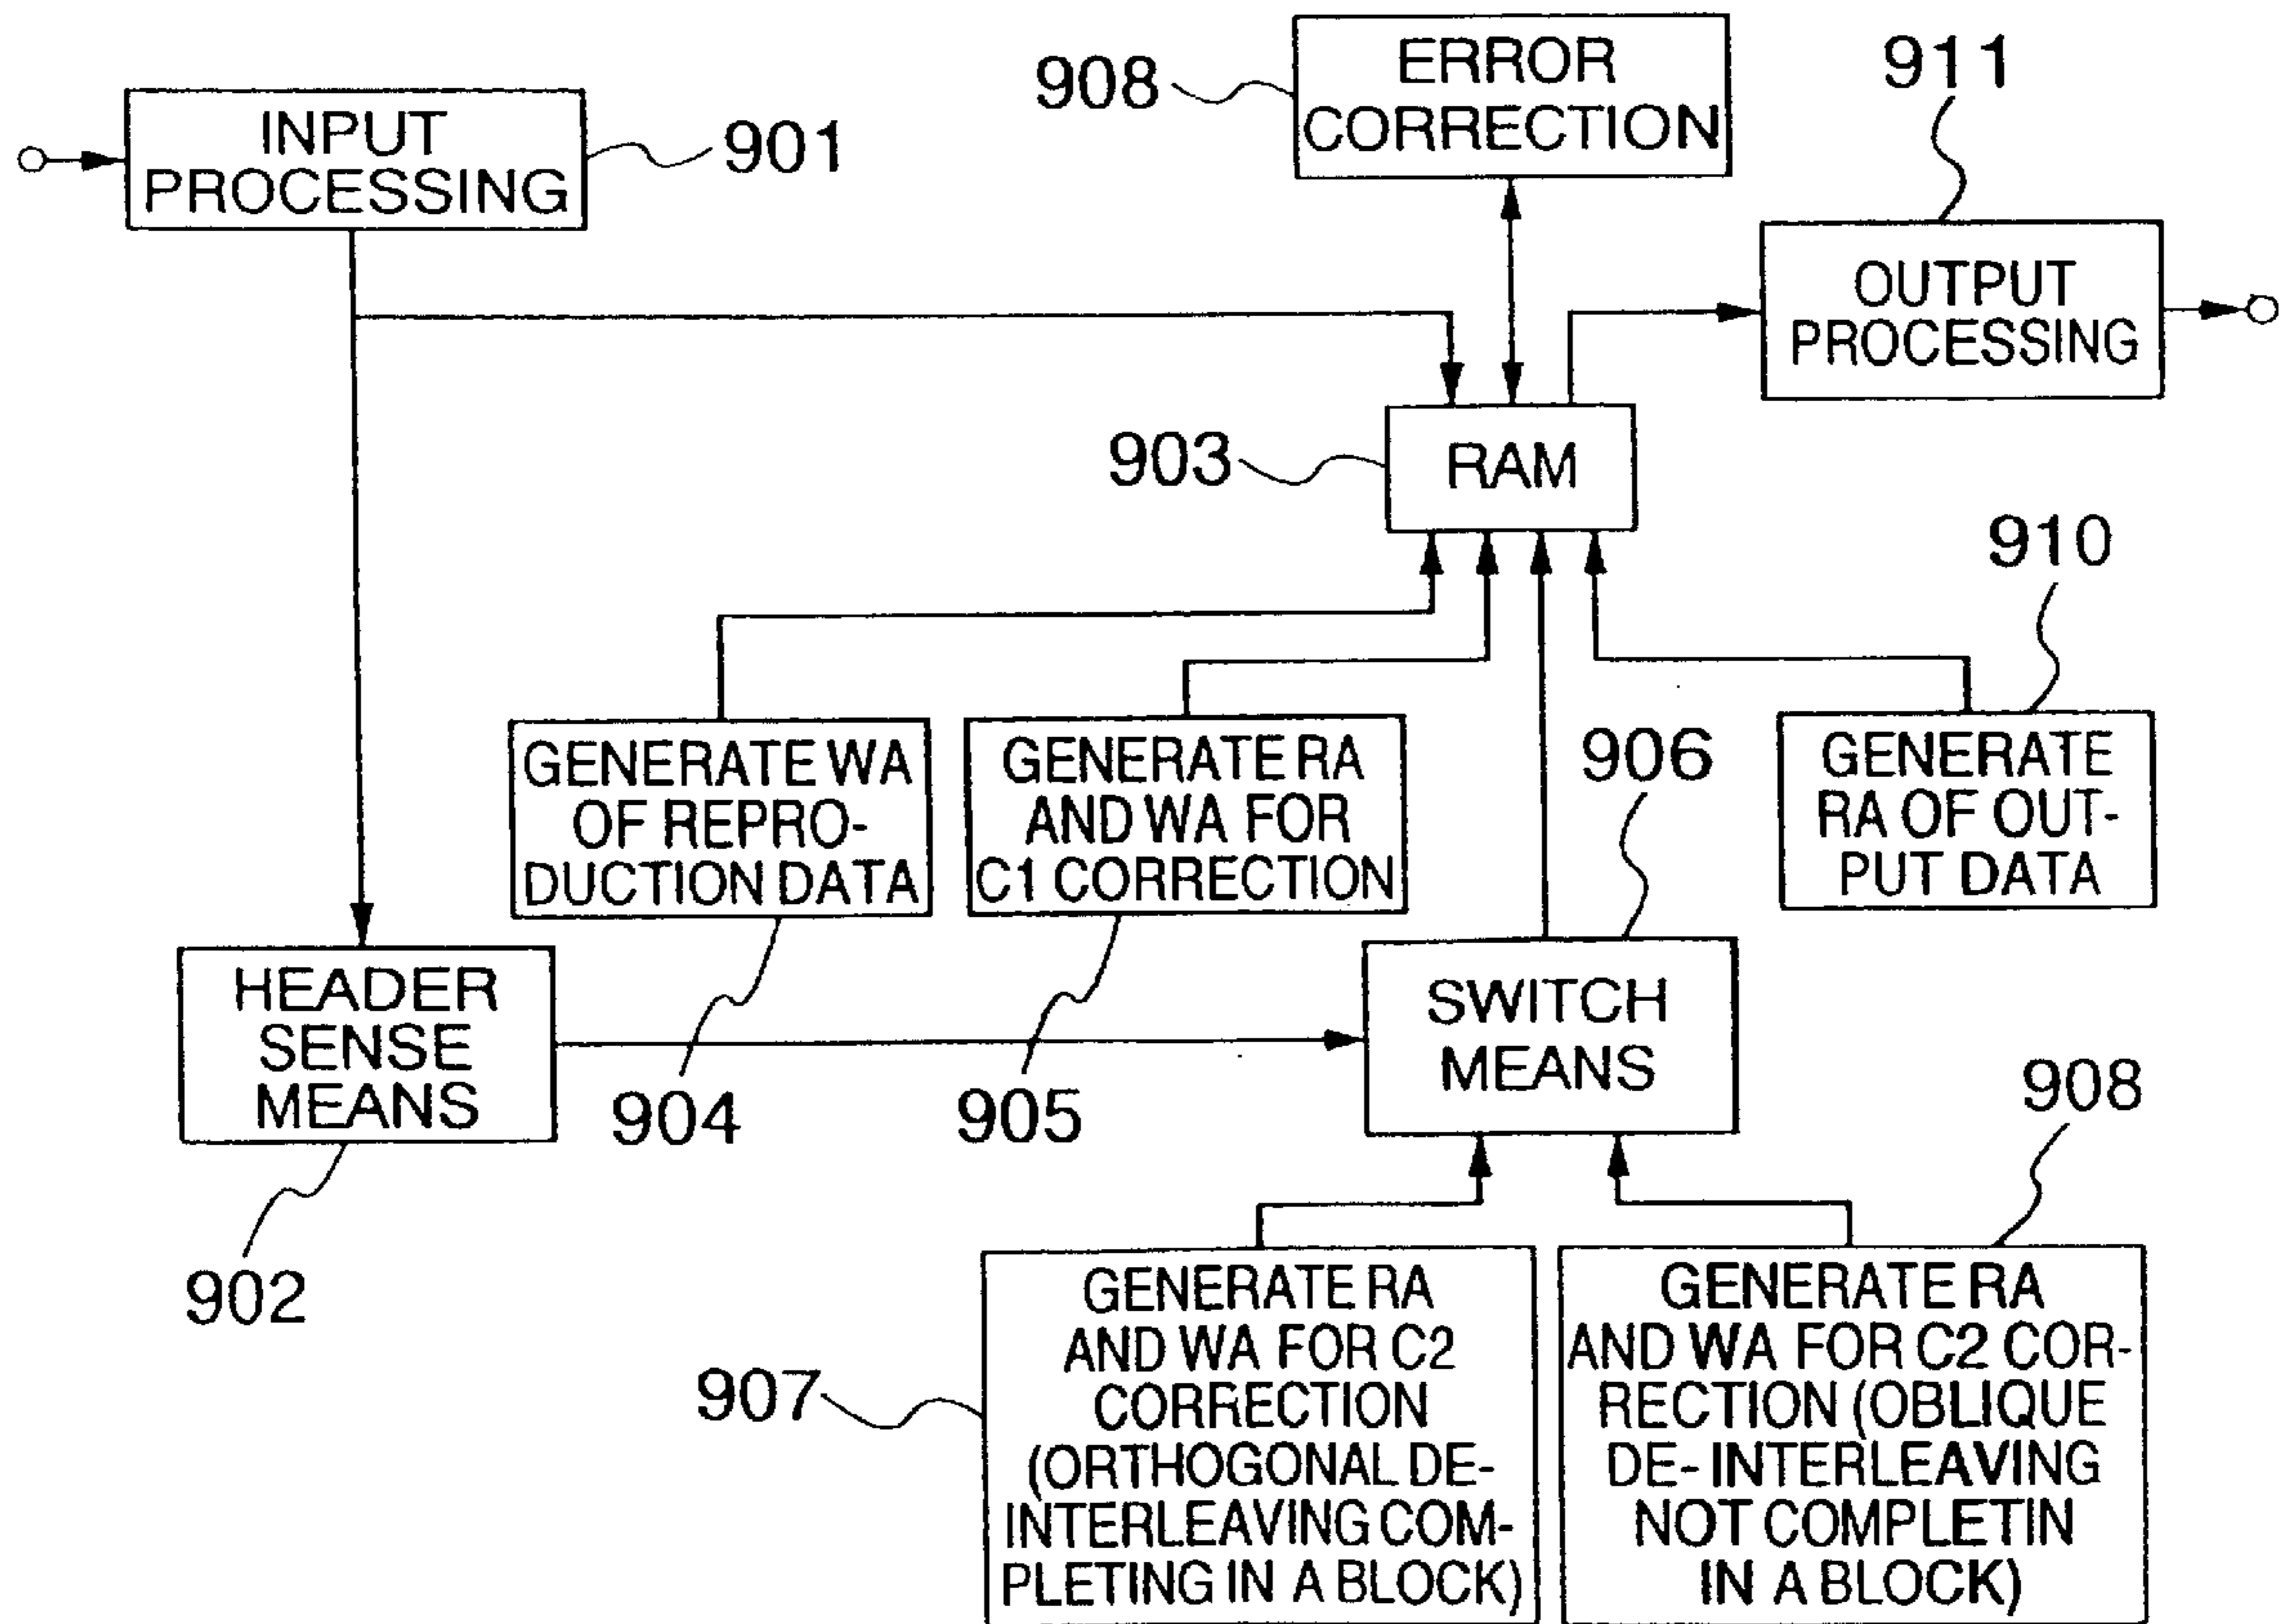 908
ERROR
CORRECTION
911
INPUT
PROCESSING
901
OUTPUT
PROCESSING
903
RAM
910
GENERATE WA
OF REPRO-
DUCTION DATA
GENERATE RA
AND WA FOR
C1 CORRECTION
906
GENERATE
RA OF OUT-
PUT DATA
HEADER
SENSE
MEANS
SWITCH
MEANS
904
905
908
902
907
GENERATE RA
AND WA FOR C2
CORRECTION
(ORTHOGONAL DE-
INTERLEAVING COM-
PLETING IN A BLOCK)
GENERATE RA
AND WA FOR C2 COR-
RECTION (OBLIQUE
DE- INTERLEAVING
NOT COMPLETIN
IN A BLOCK)